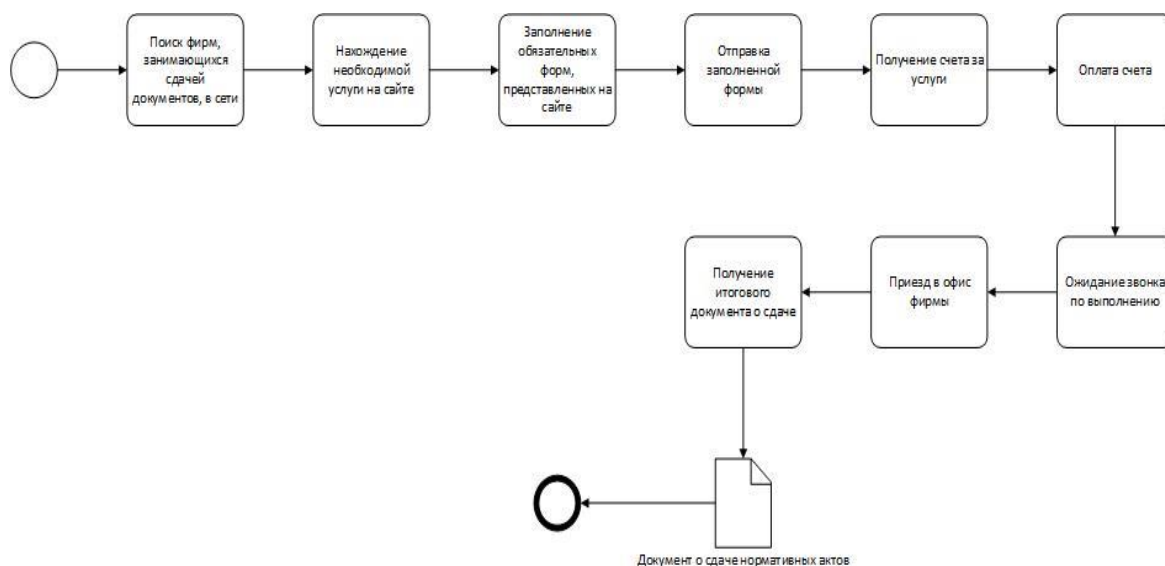 Поиск фирм,
занимающихся
сдачей
документов, в сети
Нахождение
необходимой
услуги на сайте
Заполнение
обязательных
форм,
представленных на
сайте
Отправка
заполненной
формы
Получение счета за
услуги
Оплата счета
Ожидание звонка
по выполнению
Приезд в офис
фирмы
Получение
итогового
документа о сдаче
Документ о сдаче нормативных актов